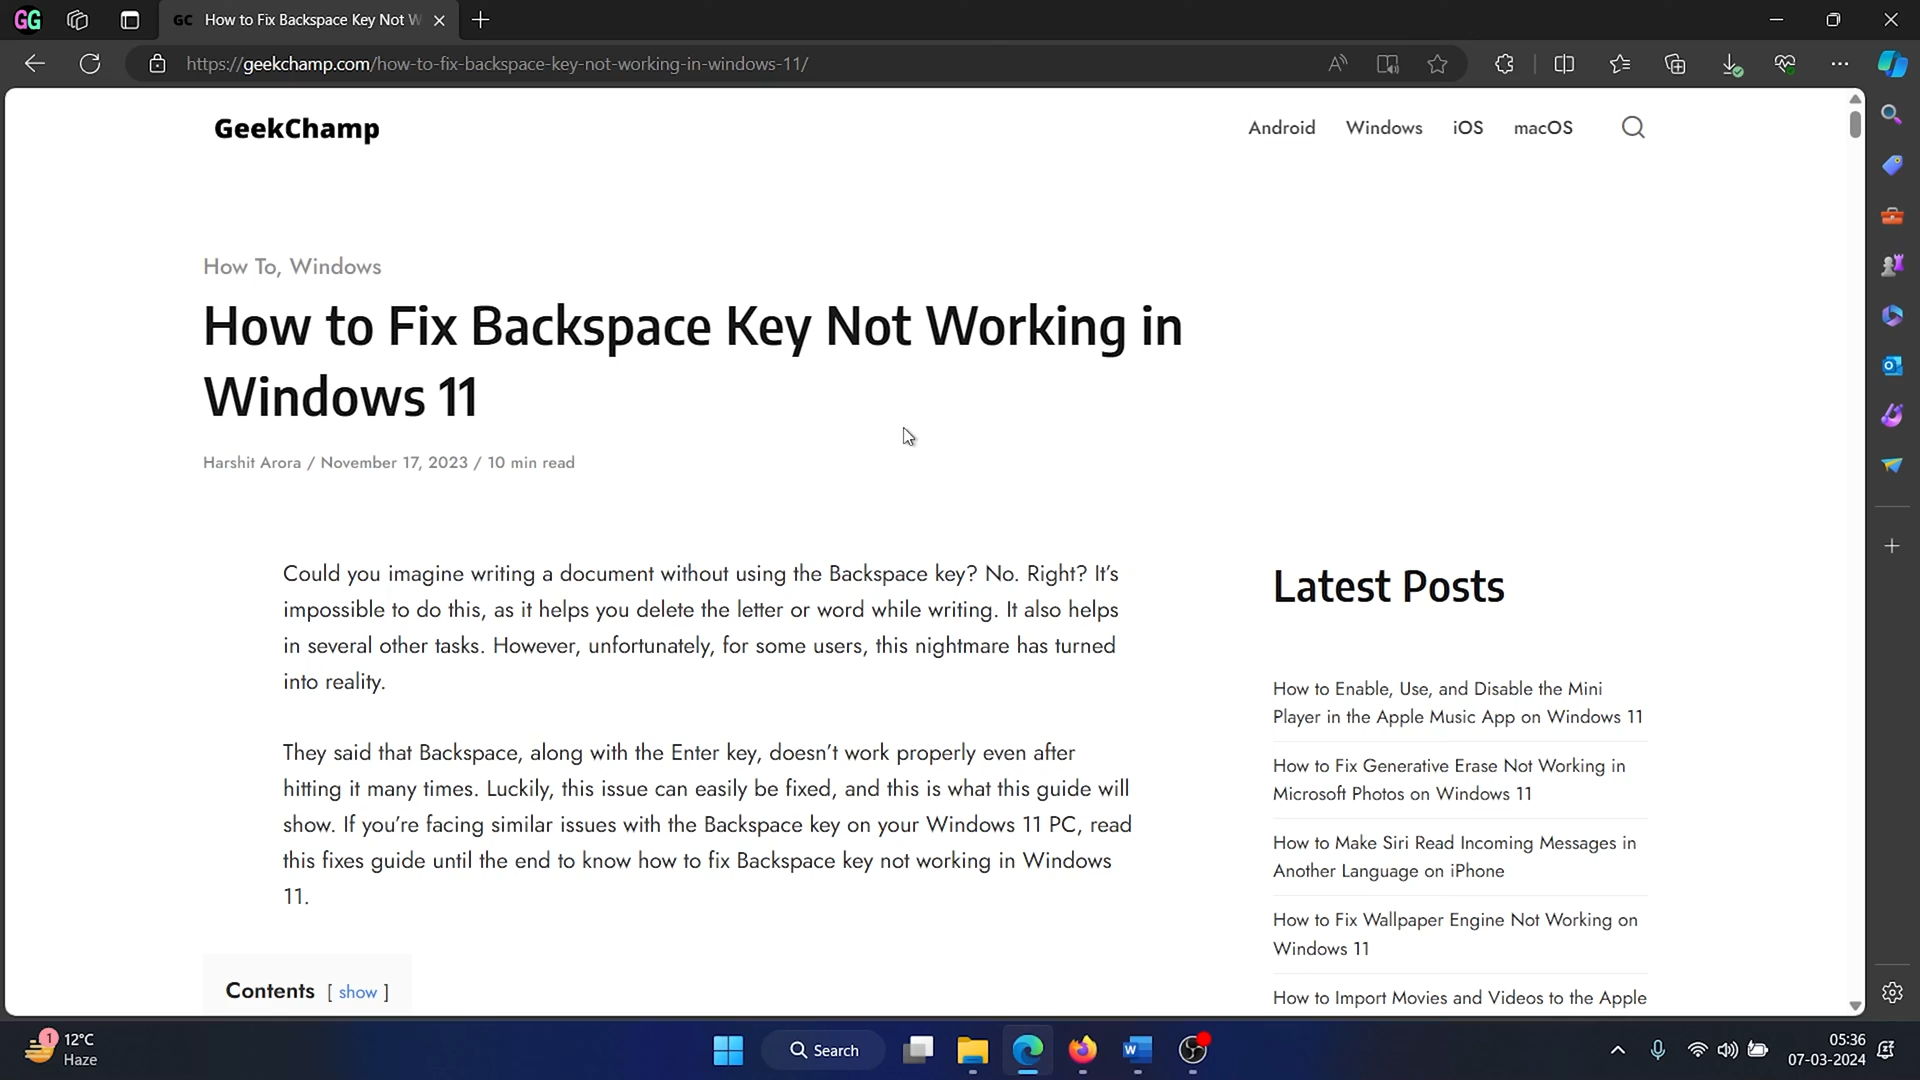 GG
GC How to Fix Backspace Key Not W
https://geekchamp.com/how-to-fix-backspace-key-not-working-in-windows-11/
GeekChamp
Android Windows iOS macOS
How To, Windows
How to Fix Backspace Key Not Working in
Windows 11
Harshit Arora / November 17, 2023 / 10 min read
Could you imagine writing a document without using the Backspace key? No. Right? It’s
impossible to do this, as it helps you delete the letter or word while writing. It also helps
in several other tasks. However, unfortunately, for some users, this nightmare has turned
into reality.
They said that Backspace, along with the Enter key, doesn’t work properly even after
hitting it many times. Luckily, this issue can easily be fixed, and this is what this guide will
show. If you’re facing similar issues with the Backspace key on your Windows 11 PC, read
this fixes guide until the end to know how to fix Backspace key not working in Windows
11.
Contents [ show ]
Latest Posts
How to Enable, Use, and Disable the Mini
Player in the Apple Music App on Windows 11
How to Fix Generative Erase Not Working in
Microsoft Photos on Windows 11
How to Make Siri Read Incoming Messages in
Another Language on iPhone
How to Fix Wallpaper Engine Not Working on
Windows 11
How to Import Movies and Videos to the Apple
1
12°C
Haze
Search
05:36
07-03-2024